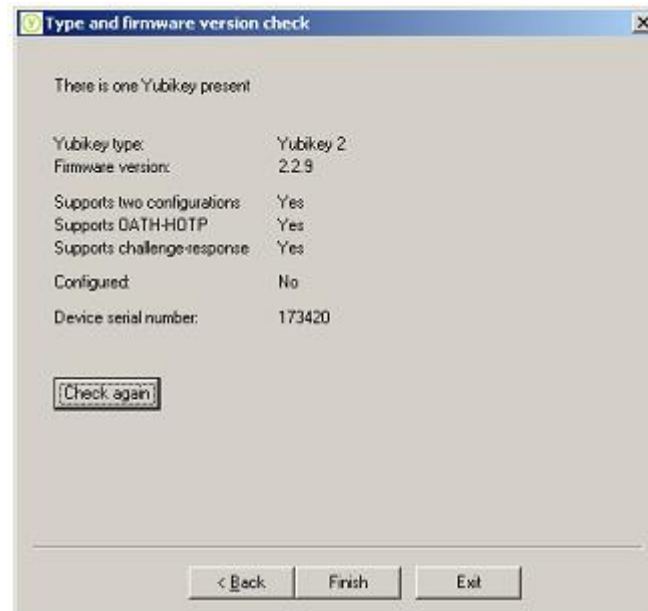 Type and firmware version check
There is one Yubikey present
Yubikey type: Yubikey 2
Firmware version: 2.2.9
Supports two configurations Yes
Supports OATH-HOTP Yes
Supports challenge-response Yes
Configured: No
Device serial number: 173420
Check again
< Back Finish Exit